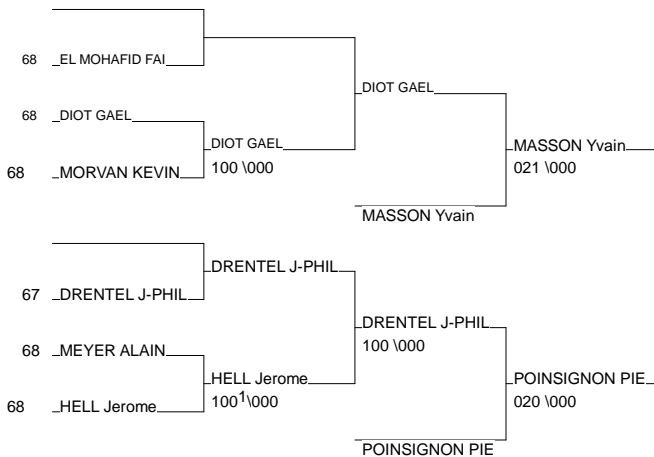 68 EL MOHAFID FAI
DIOT GAEL
68 DIOT GAEL
DIOT GAEL
100 \000
MASSON Yvain
021 \000
68 MORVAN KEVIN
MASSON Yvain
DRENTEL J-PHIL
67 DRENTEL J-PHIL
DRENTEL J-PHIL
100 \000
68 MEYER ALAIN
HELL Jerome
100¹\000
POINSIGNON PIE
020 \000
68 HELL Jerome
POINSIGNON PIE